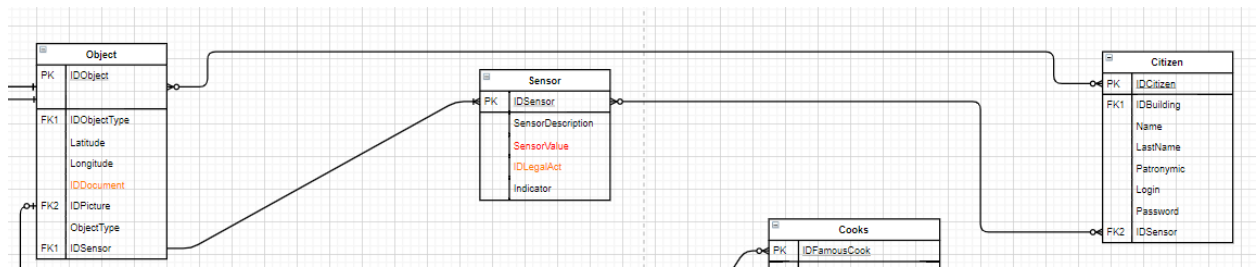 Object
PK IDObject
FK1 IDObjectType
Latitude
Longitude
IDDocument
FK2 IDPicture
ObjectType
FK1 IDSensor
Sensor
PK IDSensor
SensorDescription
SensorValue
IDLegalAct
Indicator
Cooks
PK IDFamousCook
Citizen
PK IDCitizen
FK1 IDBuilding
Name
LastName
Patronymic
Login
Password
FK2 IDSensor